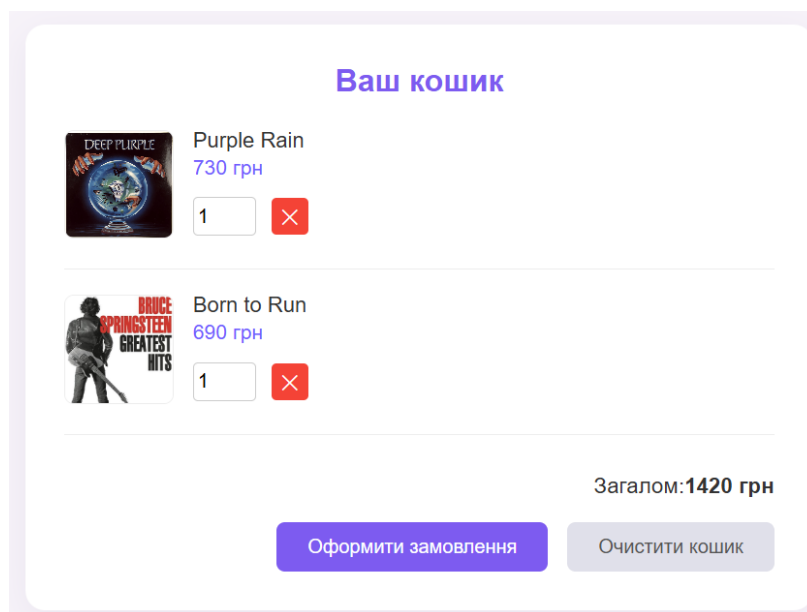 Ваш кошик
DEEP PURPLE
Purple Rain
730 грн
1
BRUCE
SPRINGSTEEN
GREATEST
HITS
Born to Run
690 грн
1
Загалом:1420 грн
Оформити замовлення
Очистити кошик